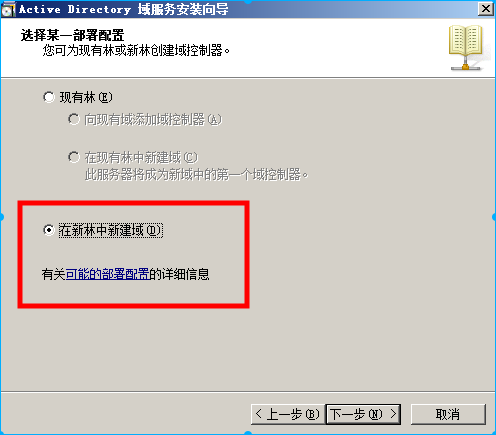 Active Directory 域服务安装向导
选择某一部署配置
您可为现有林或新林创建域控制器。
现有林(E)
向现有域添加域控制器(A)
在现有林中新建域(C)
此服务器将成为新域中的第一个域控制器。
在新林中新建域(D)
有关可能的部署配置的详细信息
< 上一步(B) 下一步(N) > 取消